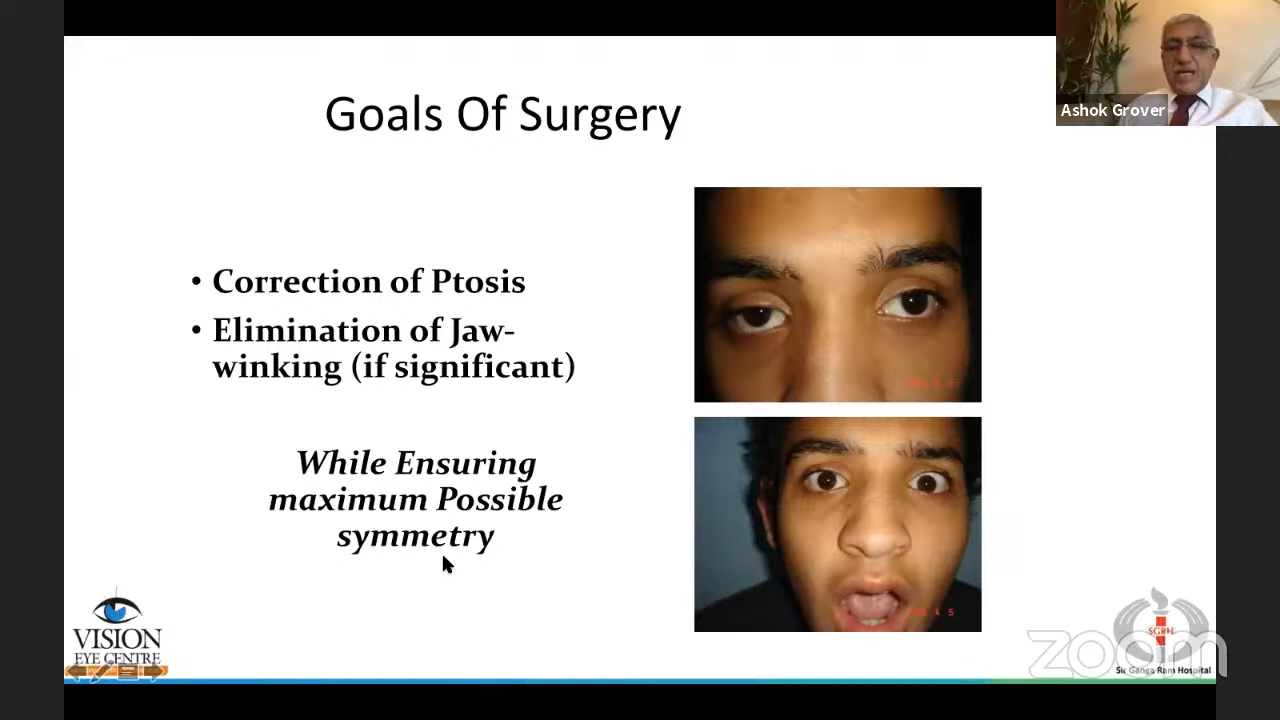 Goals Of Surgery
Ashok Grover
• Correction of Ptosis
• Elimination of Jaw-
winking (if significant)
While Ensuring
maximum Possible
symmetry
VISION
EYE CENTRE
SGRH
zoom
Sir Ganga Ram Hospital